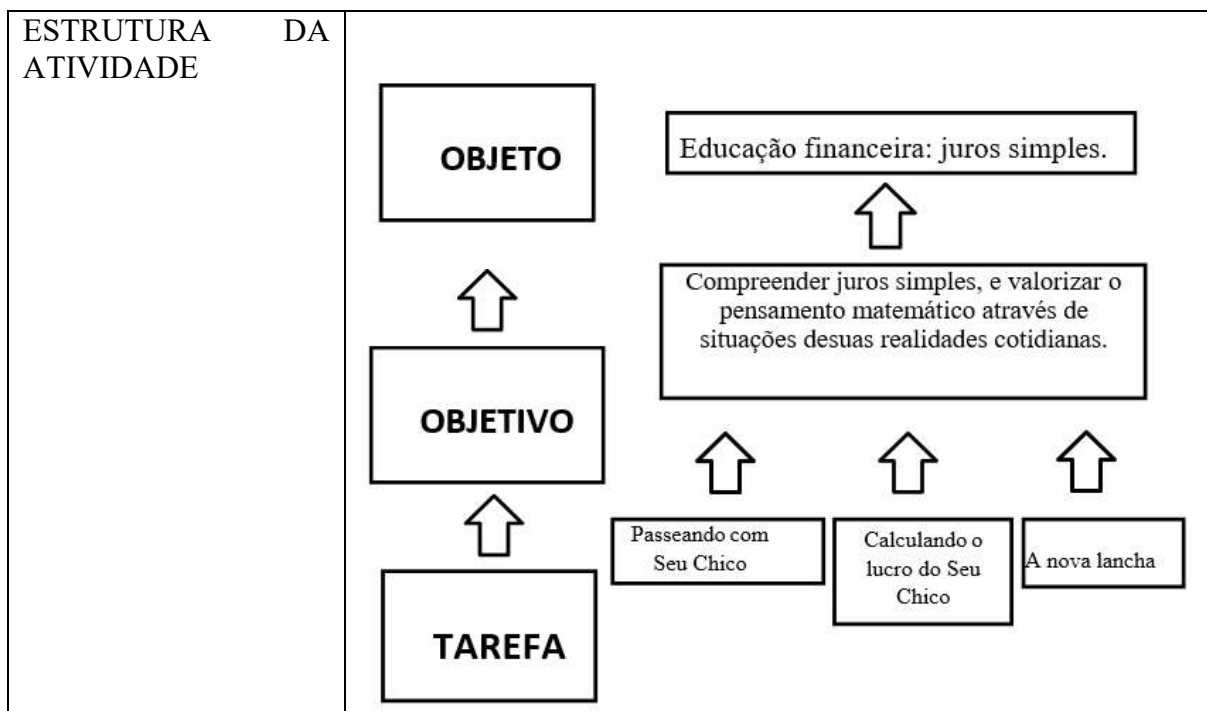 ESTRUTURA DA
ATIVIDADE
OBJETO
Educação financeira: juros simples.
Compreender juros simples, e valorizar o
pensamento matemático através de
situações desuas realidades cotidianas.
OBJETIVO
Passeando com
Seu Chico
Calculando o
lucro do Seu
Chico
A nova lancha
TAREFA